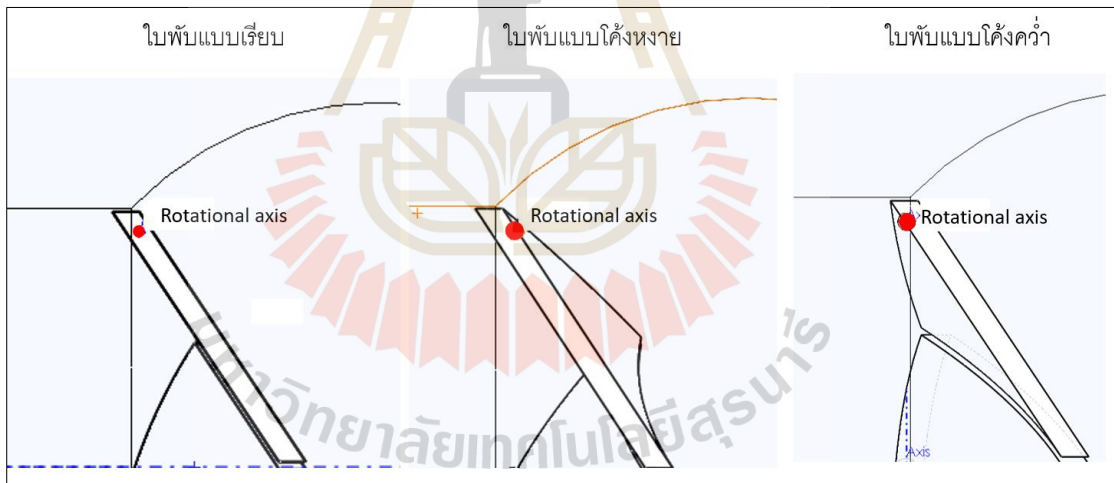 ใบพับแบบเรียบ
ใบพับแบบโค้งหงาย
ใบพับแบบโค้งคว่ำ
Rotational axis
Rotational axis
Rotational axis
Axis
มหาวิทยาลัยเทคโนโลยีสุรนารี